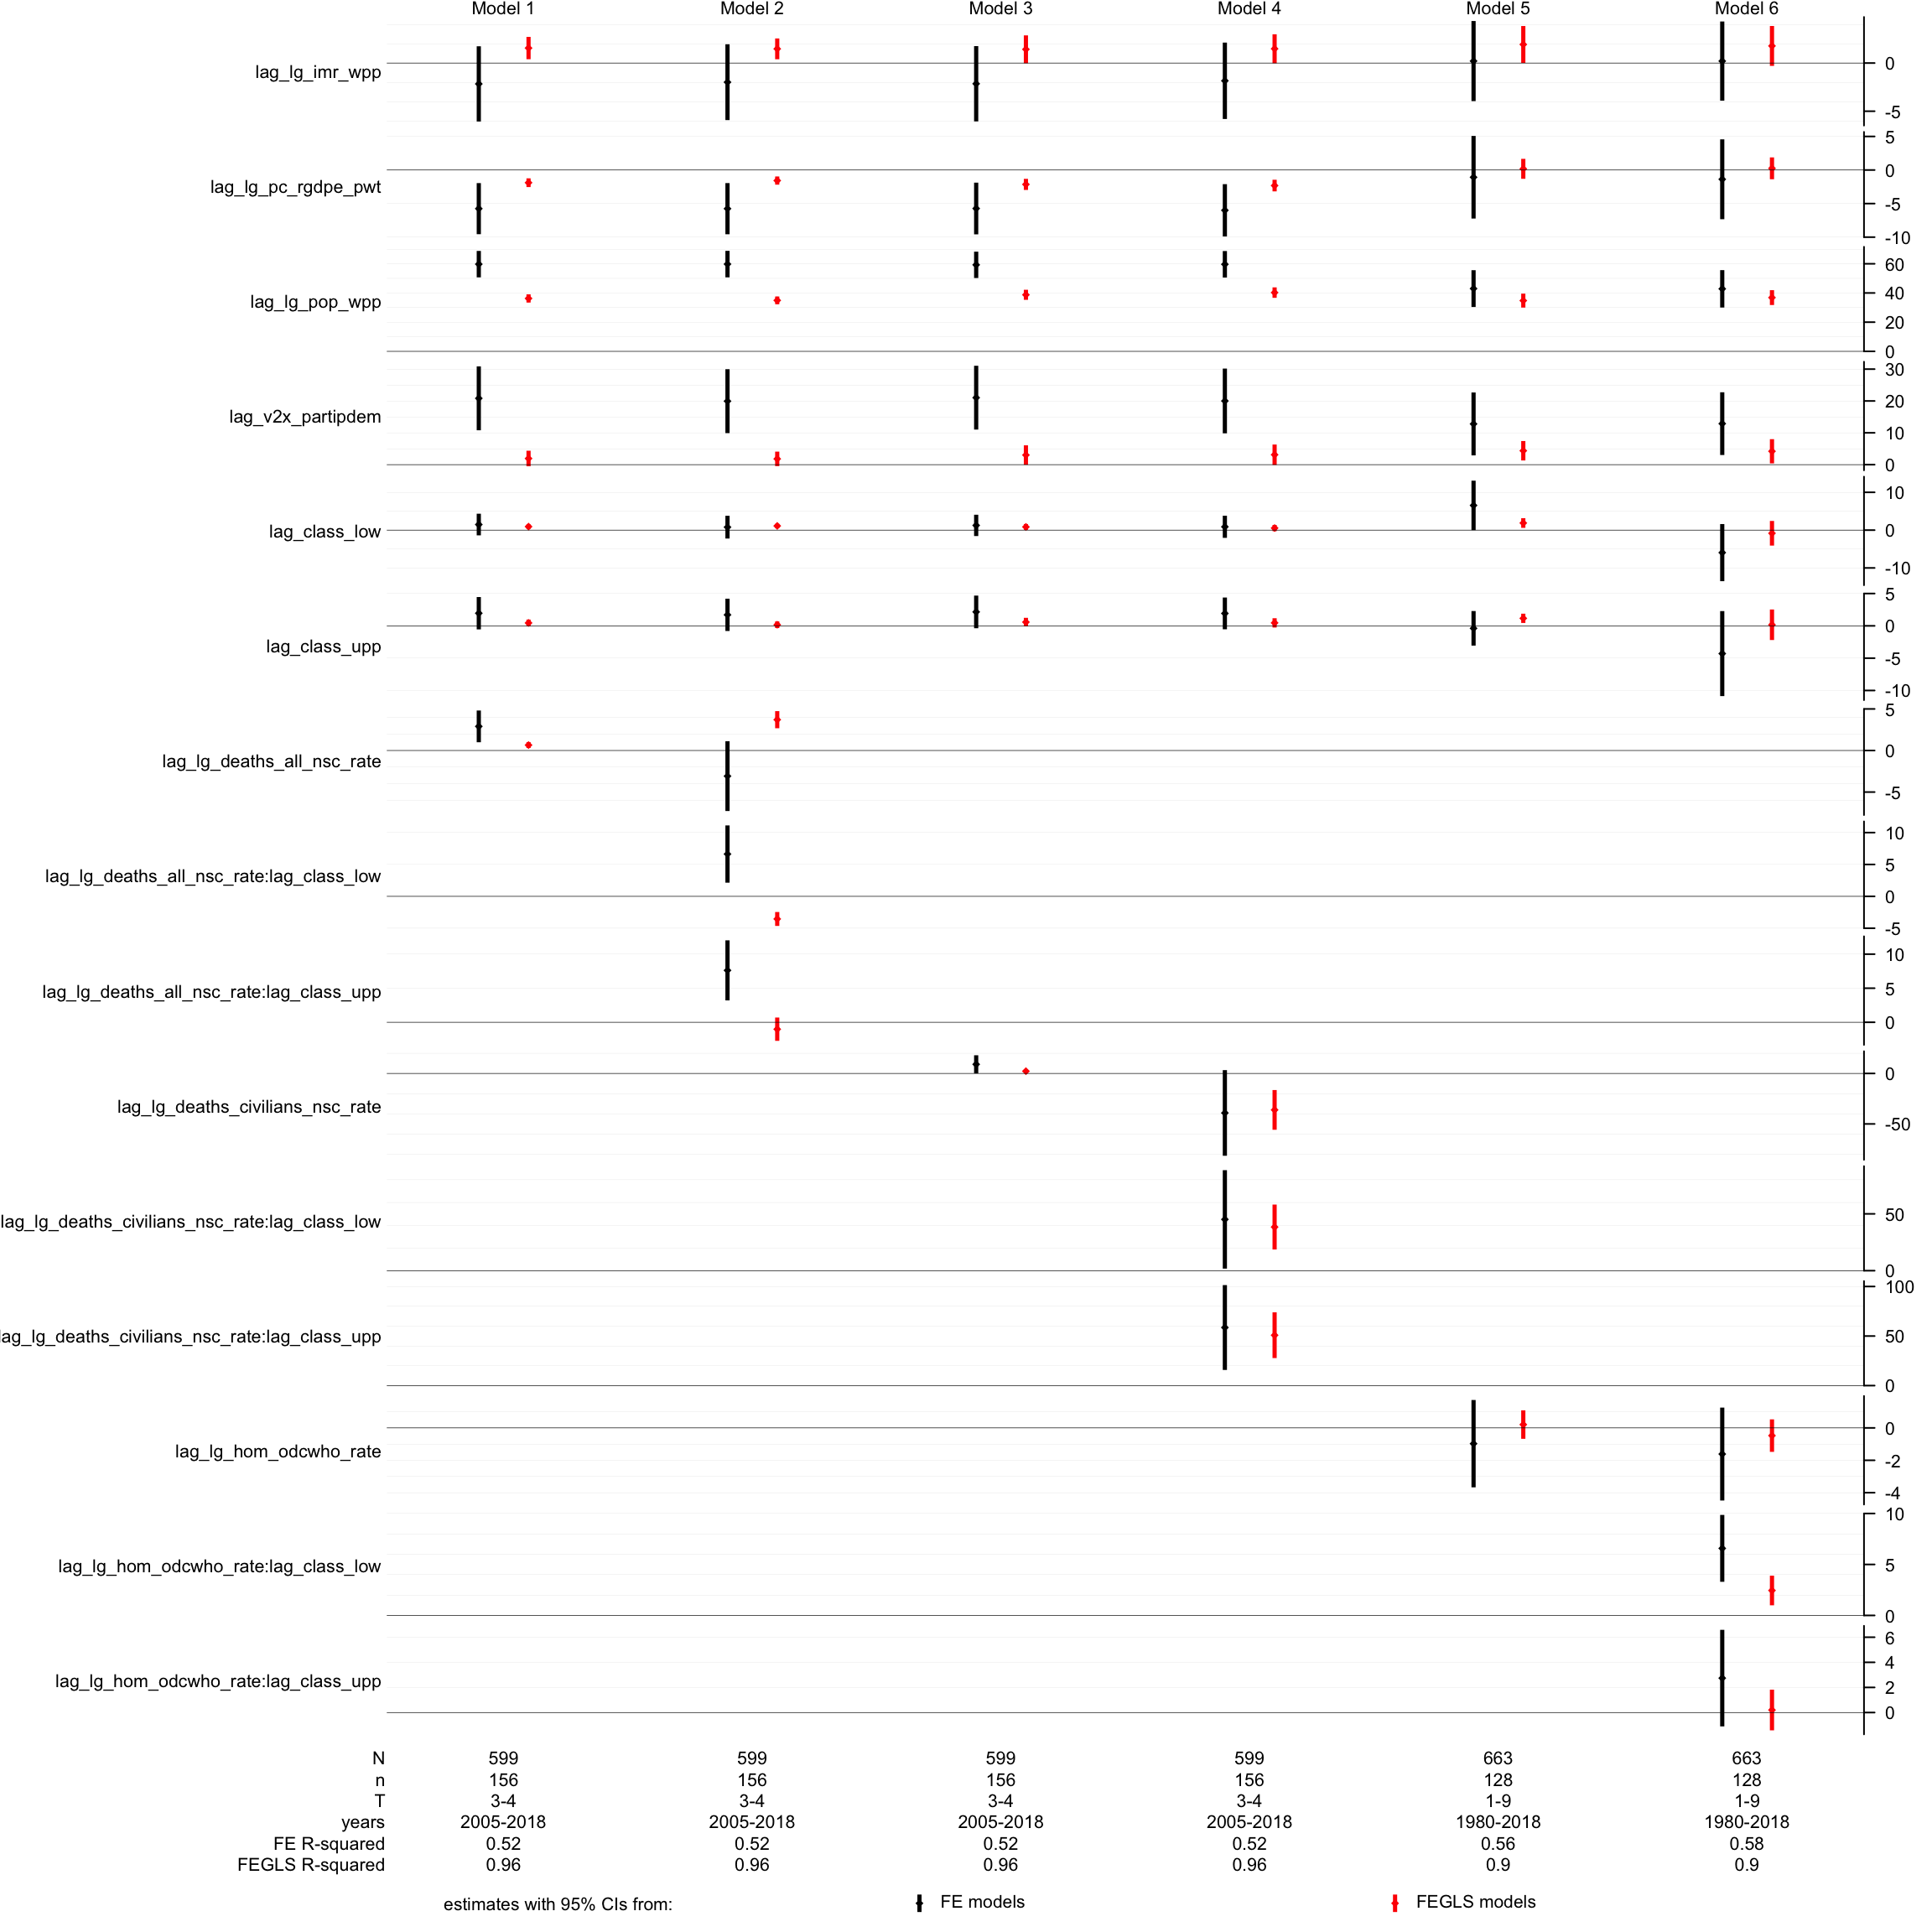 Model 1 Model 2 Model 3 Model 4 Model 5 Model 6
lag_lg_imr_wpp
0
-5
lag_lg_pc_rgdpe_pwt
5
0
-5
-10
lag_lg_pop_wpp
60
40
20
0
lag_v2x_partipdem
30
20
10
0
lag_class_low
10
0
-10
lag_class_upp
5
0
-5
-10
lag_lg_deaths_all_nsc_rate
5
0
-5
lag_lg_deaths_all_nsc_rate:lag_class_low
10
5
0
-5
lag_lg_deaths_all_nsc_rate:lag_class_upp
10
5
0
lag_lg_deaths_civilians_nsc_rate
0
-50
lag_lg_deaths_civilians_nsc_rate:lag_class_low
50
0
lag_lg_deaths_civilians_nsc_rate:lag_class_upp
100
50
0
lag_lg_hom_odcwho_rate
0
-2
-4
lag_lg_hom_odcwho_rate:lag_class_low
10
5
0
lag_lg_hom_odcwho_rate:lag_class_upp
6
4
2
0
N 599 599 599 599 663 663
n 156 156 156 156 128 128
T 3-4 3-4 3-4 3-4 1-9 1-9
years 2005-2018 2005-2018 2005-2018 2005-2018 1980-2018 1980-2018
FE R-squared 0.52 0.52 0.52 0.52 0.56 0.58
FEGLS R-squared 0.96 0.96 0.96 0.96 0.9 0.9
estimates with 95% CIs from: FE models FEGLS models